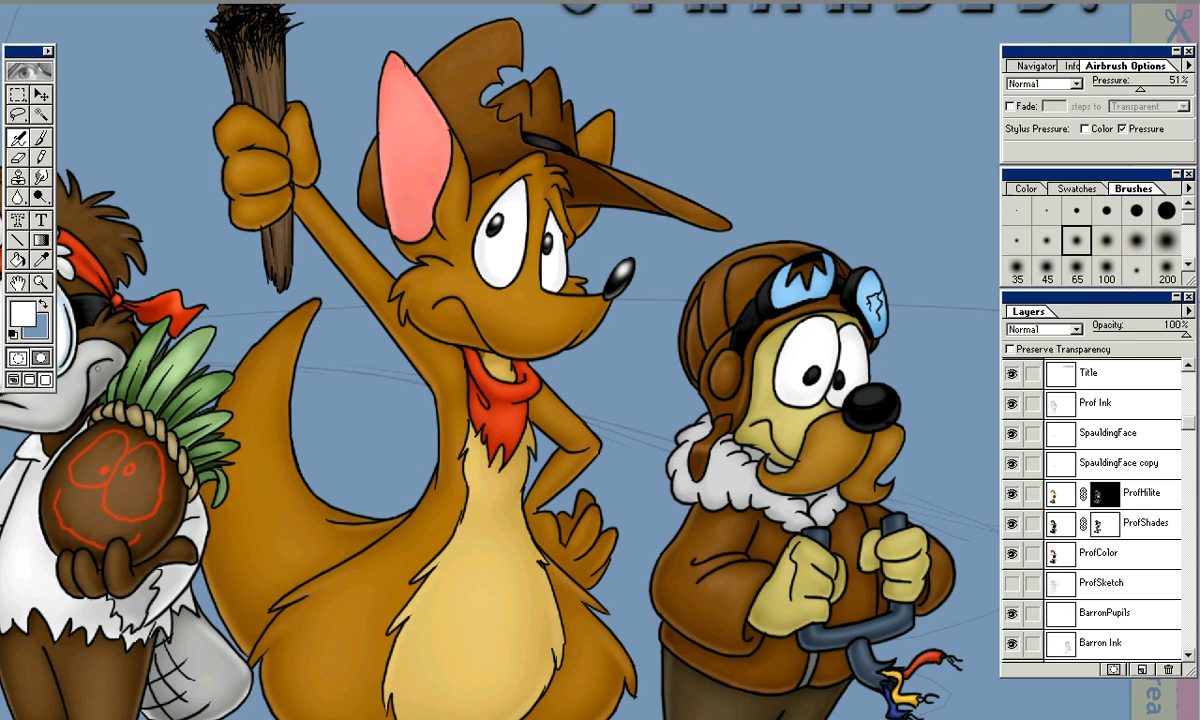 Navigator Info Airbrush Options
Normal Pressure: 51%
Fade: steps to Transparent
Stylus Pressure: Color Pressure
Color Swatches Brushes
35 45 65 100 200
Layers
Normal Opacity: 100%
Preserve Transparency
Title
Prof Ink
SpauldingFace
SpauldingFace copy
ProfHilite
ProfShades
ProfColor
ProfSketch
BarronPupils
Barron Ink